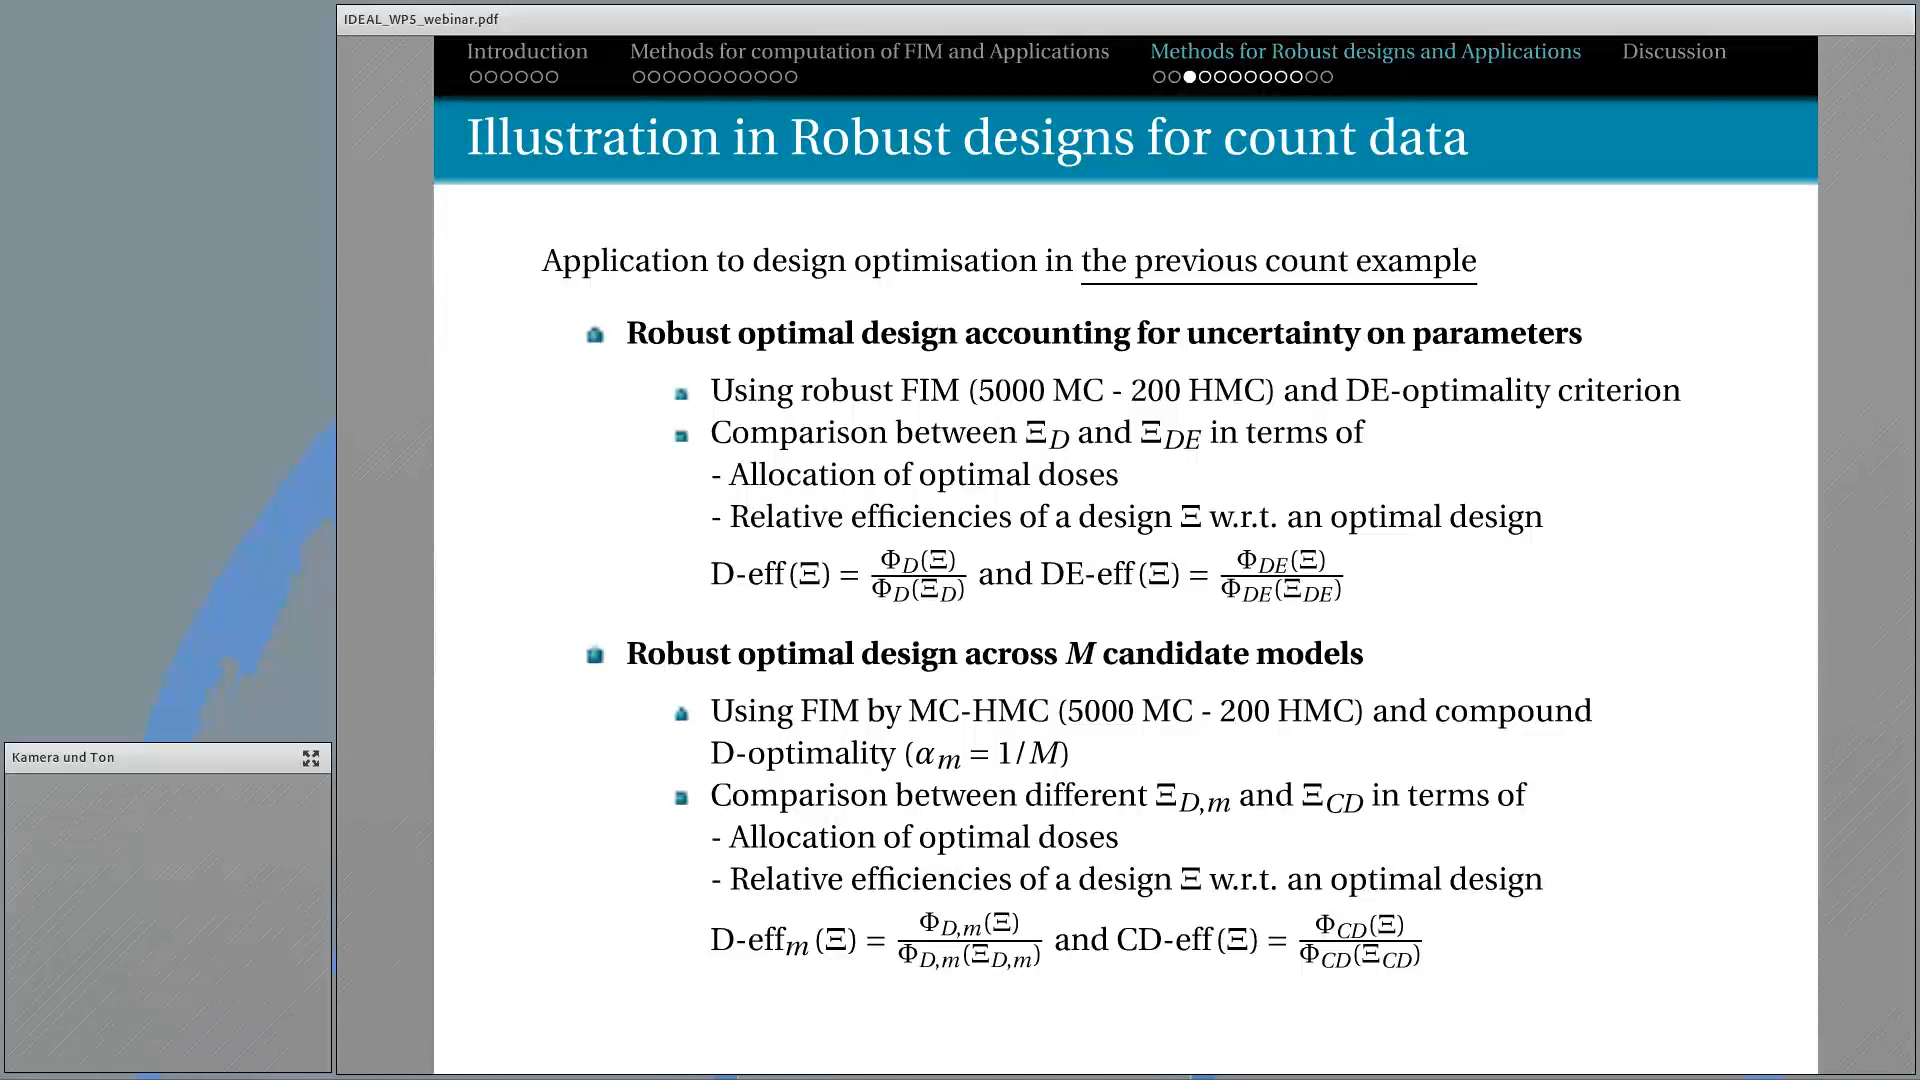 IDEAL_WP5_webinar.pdf
Introduction Methods for computation of FIM and Applications Methods for Robust designs and Applications Discussion
Illustration in Robust designs for count data
Application to design optimisation in the previous count example
Robust optimal design accounting for uncertainty on parameters
Using robust FIM (5000 MC - 200 HMC) and DE-optimality criterion
Comparison between Ξ_D and Ξ_DE in terms of
- Allocation of optimal doses
- Relative efficiencies of a design Ξ w.r.t. an optimal design
D-eff(Ξ) = Φ_D(Ξ)/Φ_D(Ξ_D) and DE-eff(Ξ) = Φ_DE(Ξ)/Φ_DE(Ξ_DE)
Robust optimal design across M candidate models
Using FIM by MC-HMC (5000 MC - 200 HMC) and compound
D-optimality (α_m = 1/M)
Comparison between different Ξ_D,m and Ξ_CD in terms of
- Allocation of optimal doses
- Relative efficiencies of a design Ξ w.r.t. an optimal design
D-eff_m(Ξ) = Φ_D,m(Ξ)/Φ_D,m(Ξ_D,m) and CD-eff(Ξ) = Φ_CD(Ξ)/Φ_CD(Ξ_CD)
Kamera und Ton